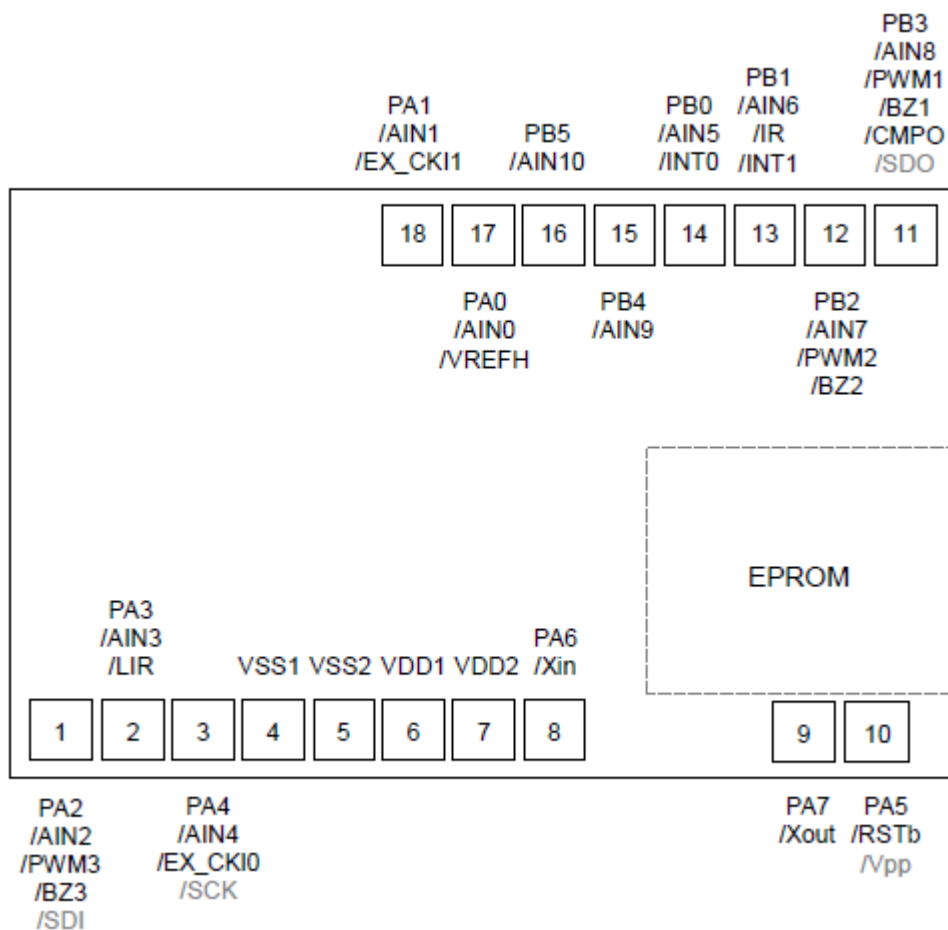 PA1
/AIN1
/EX_CKI1
PB5
/AIN10
PB0
/AIN5
/INT0
PB1
/AIN6
/IR
/INT1
PB3
/AIN8
/PWM1
/BZ1
/CMPO
/SDO
18 17 16 15 14 13 12 11
PA0
/AIN0
/VREFH
PB4
/AIN9
PB2
/AIN7
/PWM2
/BZ2
EPROM
PA3
/AIN3
/LIR
VSS1 VSS2 VDD1 VDD2
PA6
/Xin
1 2 3 4 5 6 7 8 9 10
PA2
/AIN2
/PWM3
/BZ3
/SDI
PA4
/AIN4
/EX_CKI0
/SCK
PA7
/Xout
PA5
/RSTb
/Vpp